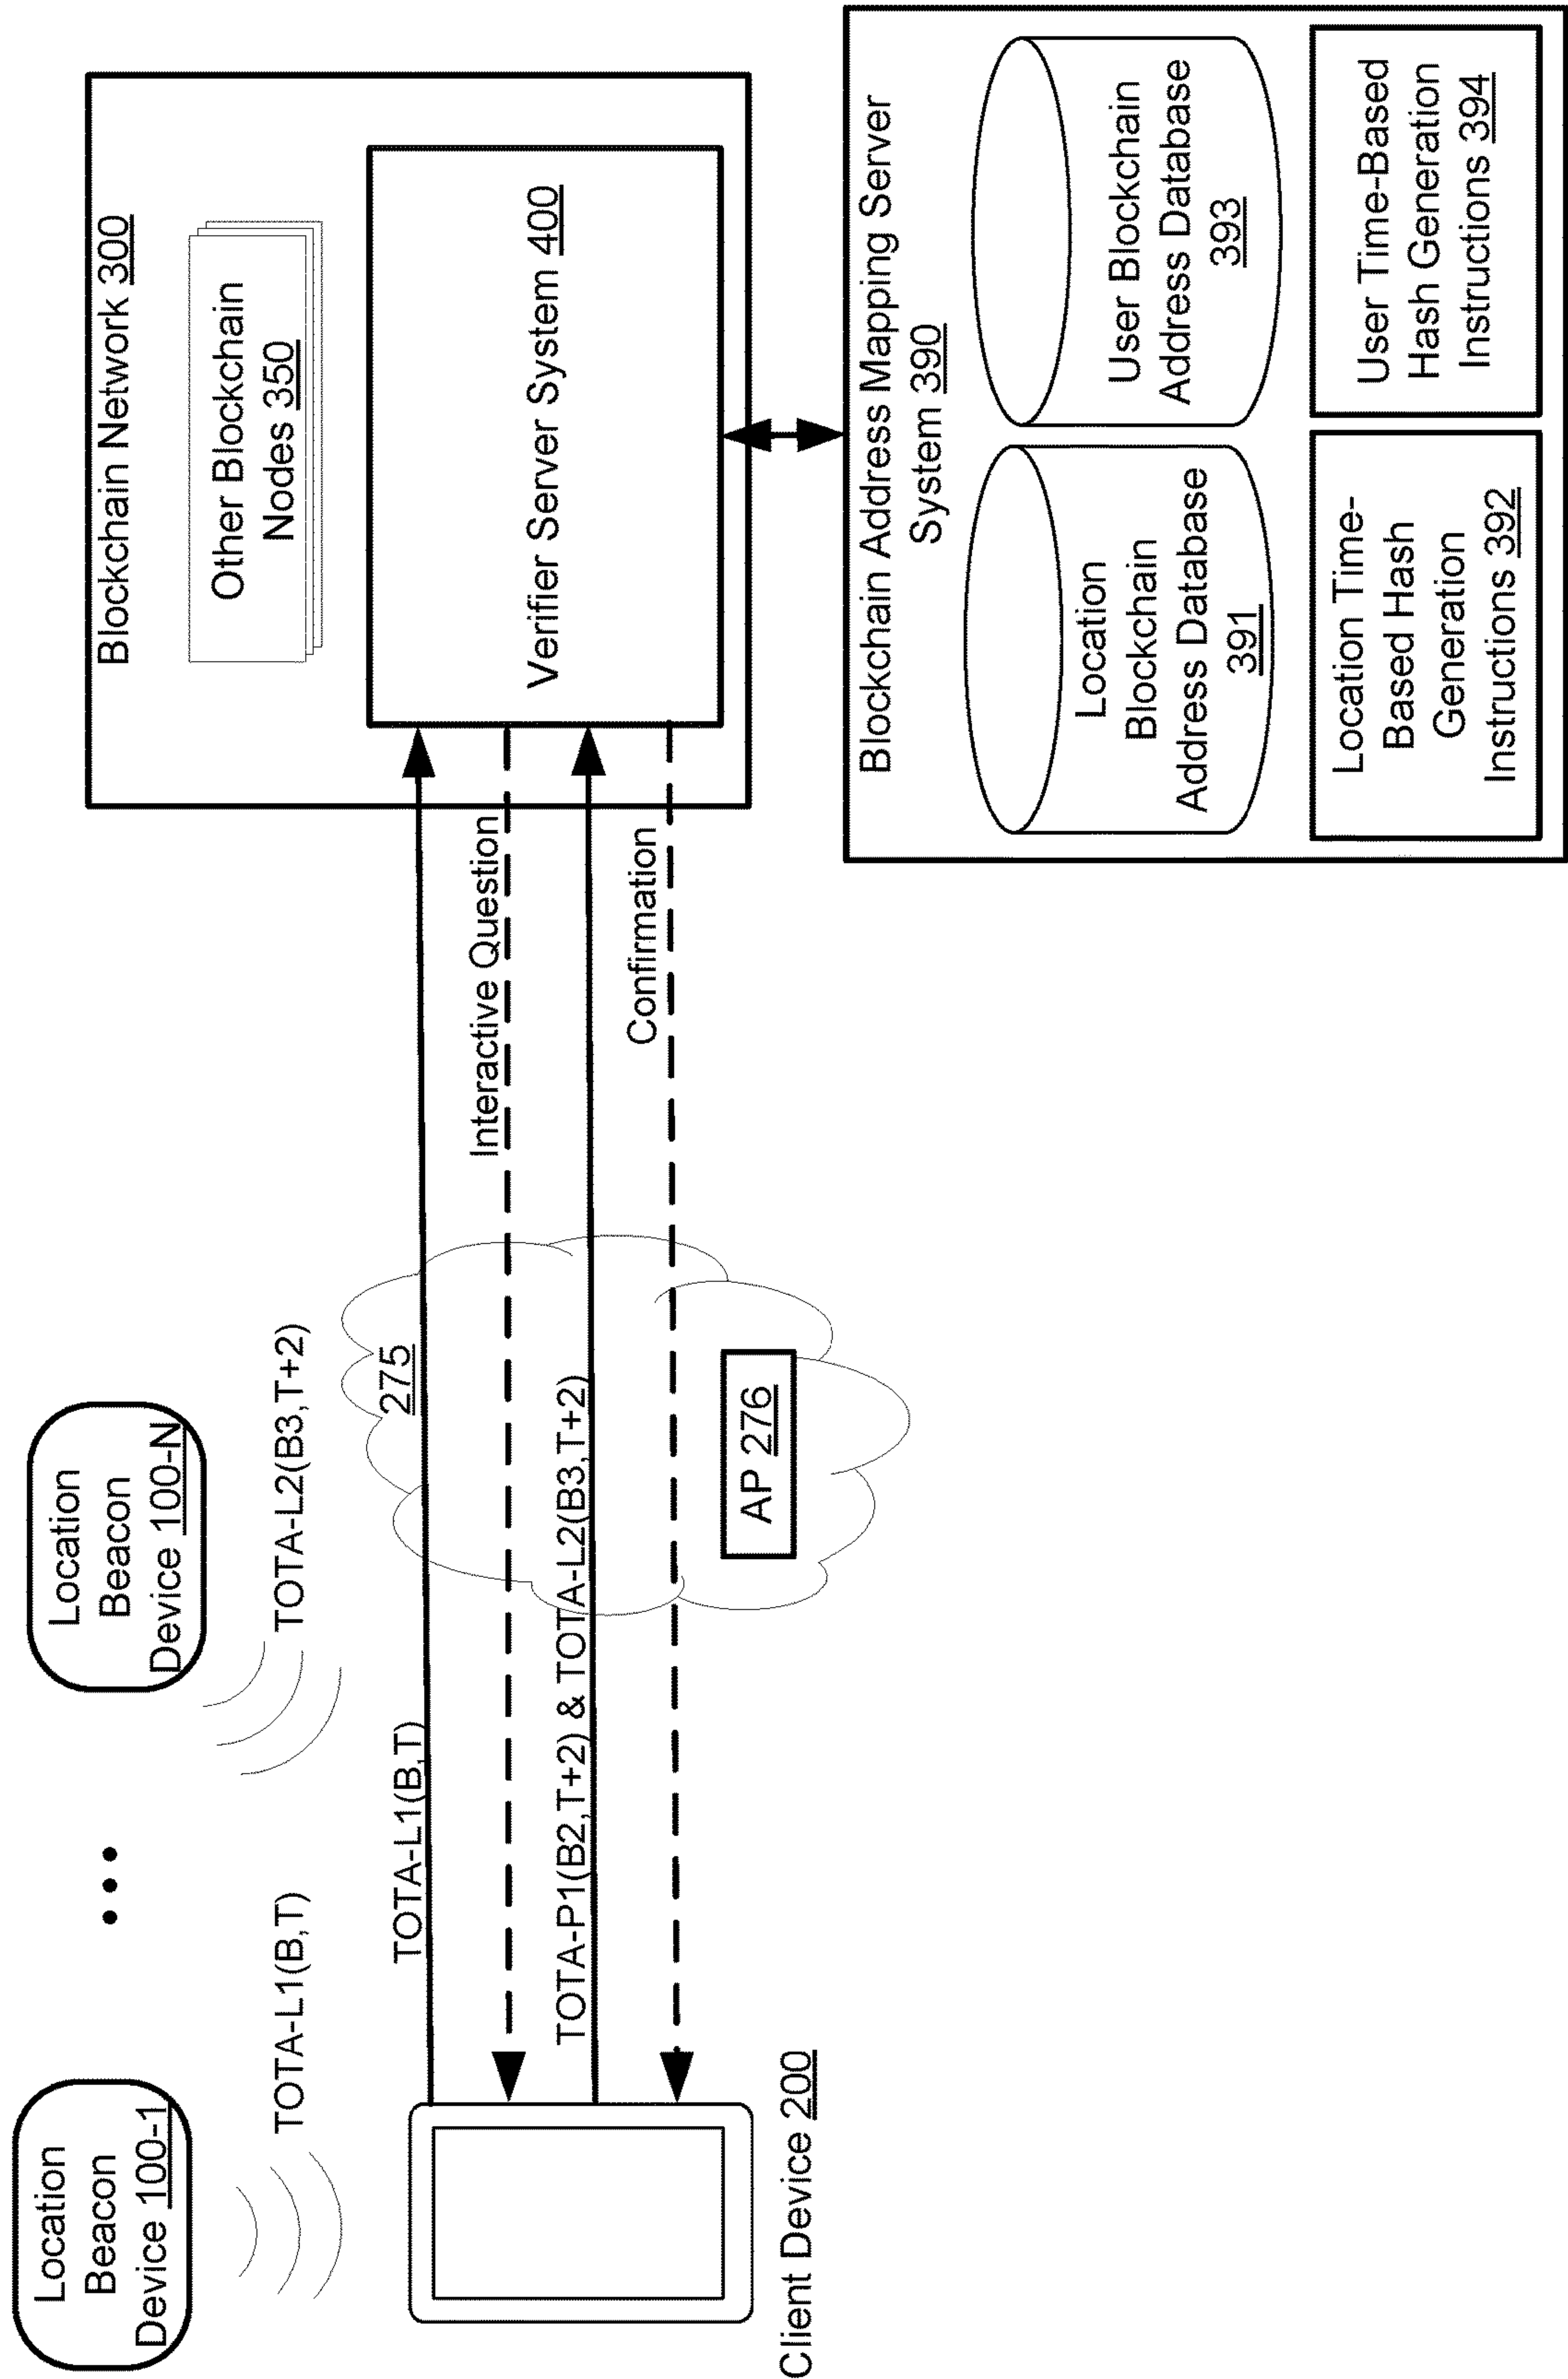 Location
Beacon
Device 100-1
• • •
Location
Beacon
Device 100-N
TOTA-L1(B,T)
TOTA-L2(B3,T+2)
Blockchain Network 300
Other Blockchain
Nodes 350
275
TOTA-L1(B,T)
Interactive Question
TOTA-P1(B2,T+2) & TOTA-L2(B3,T+2)
Confirmation
Verifier Server System 400
AP 276
Client Device 200
Blockchain Address Mapping Server
System 390
Location
Blockchain
Address Database
391
User Blockchain
Address Database
393
Location Time-
Based Hash
Generation
Instructions 392
User Time-Based
Hash Generation
Instructions 394